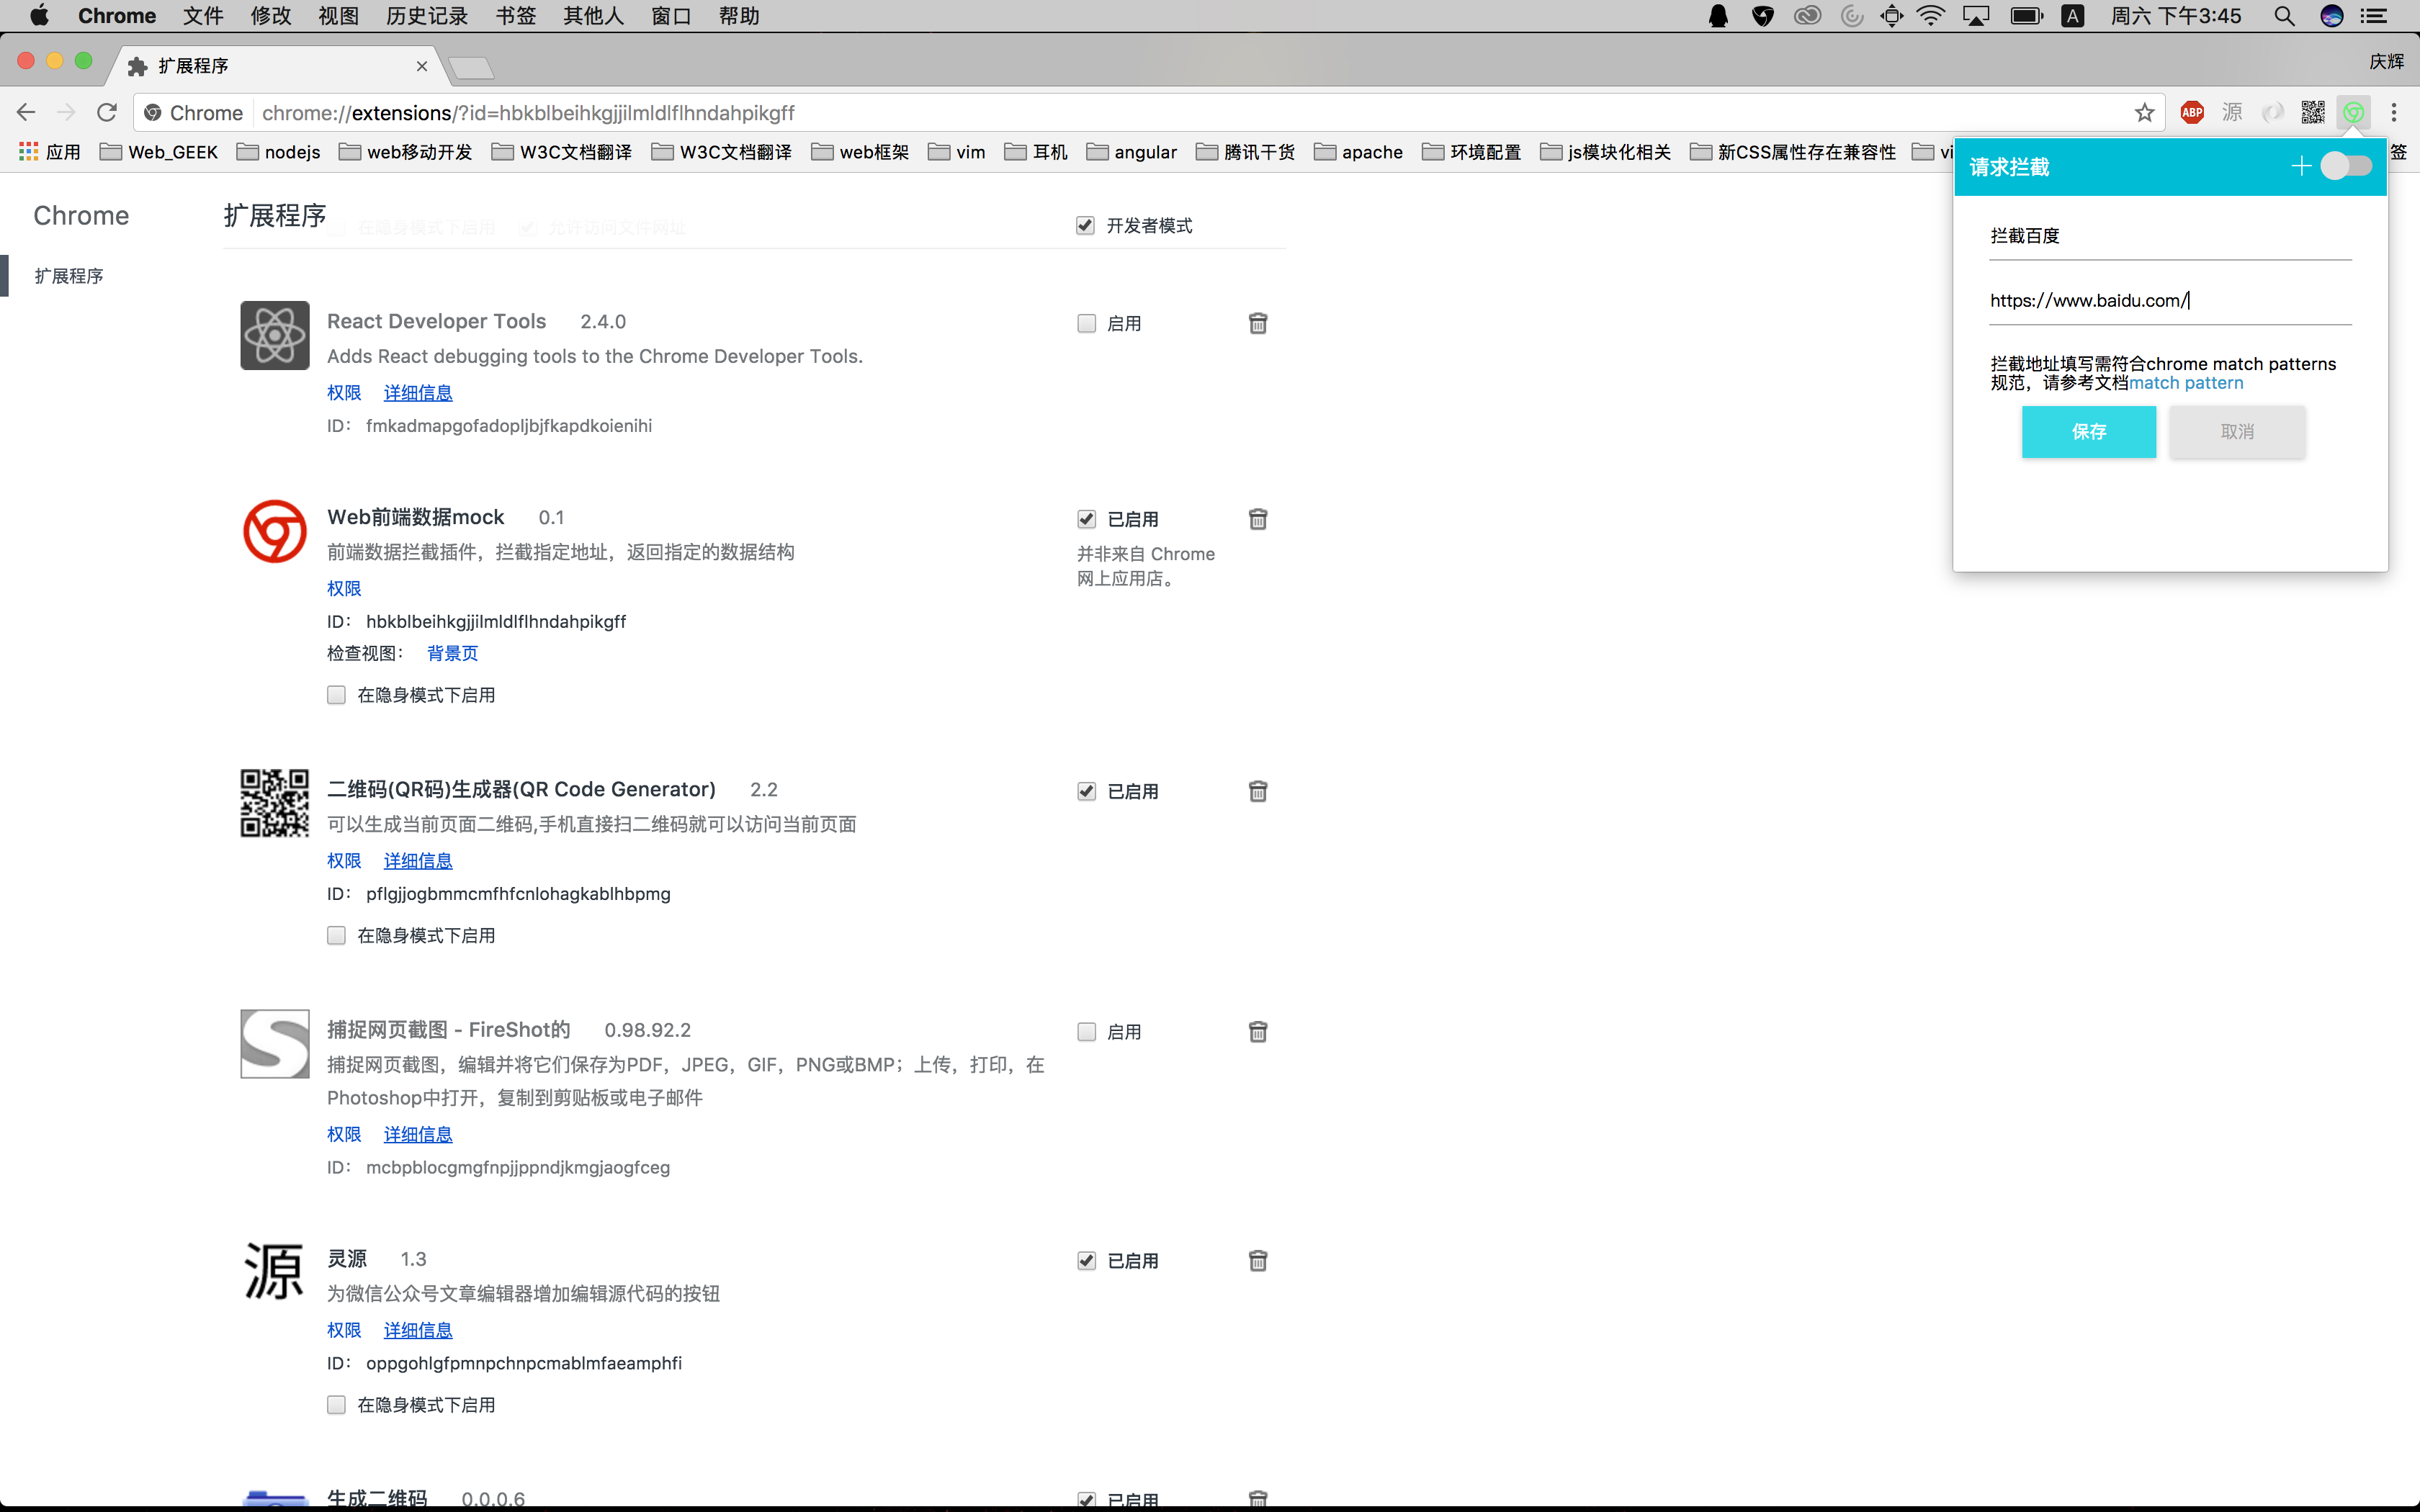 Chrome 文件 修改 视图 历史记录 书签 其他人 窗口 帮助 A 周六 下午3:45
扩展程序 庆辉
Chrome chrome://extensions/?id=hbkblbeihkgjjilmldlflhndahpikgff ABP 源
应用 Web_GEEK nodejs web移动开发 W3C文档翻译 W3C文档翻译 web框架 vim 耳机 angular 腾讯干货 apache 环境配置 js模块化相关 新CSS属性存在兼容性 vi 签
请求拦截
拦截百度
https://www.baidu.com/
拦截地址填写需符合chrome match patterns
规范，请参考文档match pattern
保存 取消
Chrome
扩展程序
扩展程序
在隐身模式下启用 允许访问文件网址
开发者模式
React Developer Tools 2.4.0
启用
Adds React debugging tools to the Chrome Developer Tools.
权限 详细信息
ID： fmkadmapgofadopljbjfkapdkoienihi
Web前端数据mock 0.1
已启用
前端数据拦截插件，拦截指定地址，返回指定的数据结构
并非来自 Chrome
网上应用店。
权限
ID： hbkblbeihkgjjilmldlflhndahpikgff
检查视图： 背景页
在隐身模式下启用
二维码(QR码)生成器(QR Code Generator) 2.2
已启用
可以生成当前页面二维码,手机直接扫二维码就可以访问当前页面
权限 详细信息
ID： pflgjjogbmmcmfhfcnlohagkablhbpmg
在隐身模式下启用
捕捉网页截图 - FireShot的 0.98.92.2
启用
捕捉网页截图，编辑并将它们保存为PDF，JPEG，GIF，PNG或BMP；上传，打印，在
Photoshop中打开，复制到剪贴板或电子邮件
权限 详细信息
ID： mcbpblocgmgfnpjjppndjkmgjaogfceg
源
灵源 1.3
已启用
为微信公众号文章编辑器增加编辑源代码的按钮
权限 详细信息
ID： oppgohlgfpmnpchnpcmablmfaeamphfi
在隐身模式下启用
生成二维码 0.0.0.6
已启用